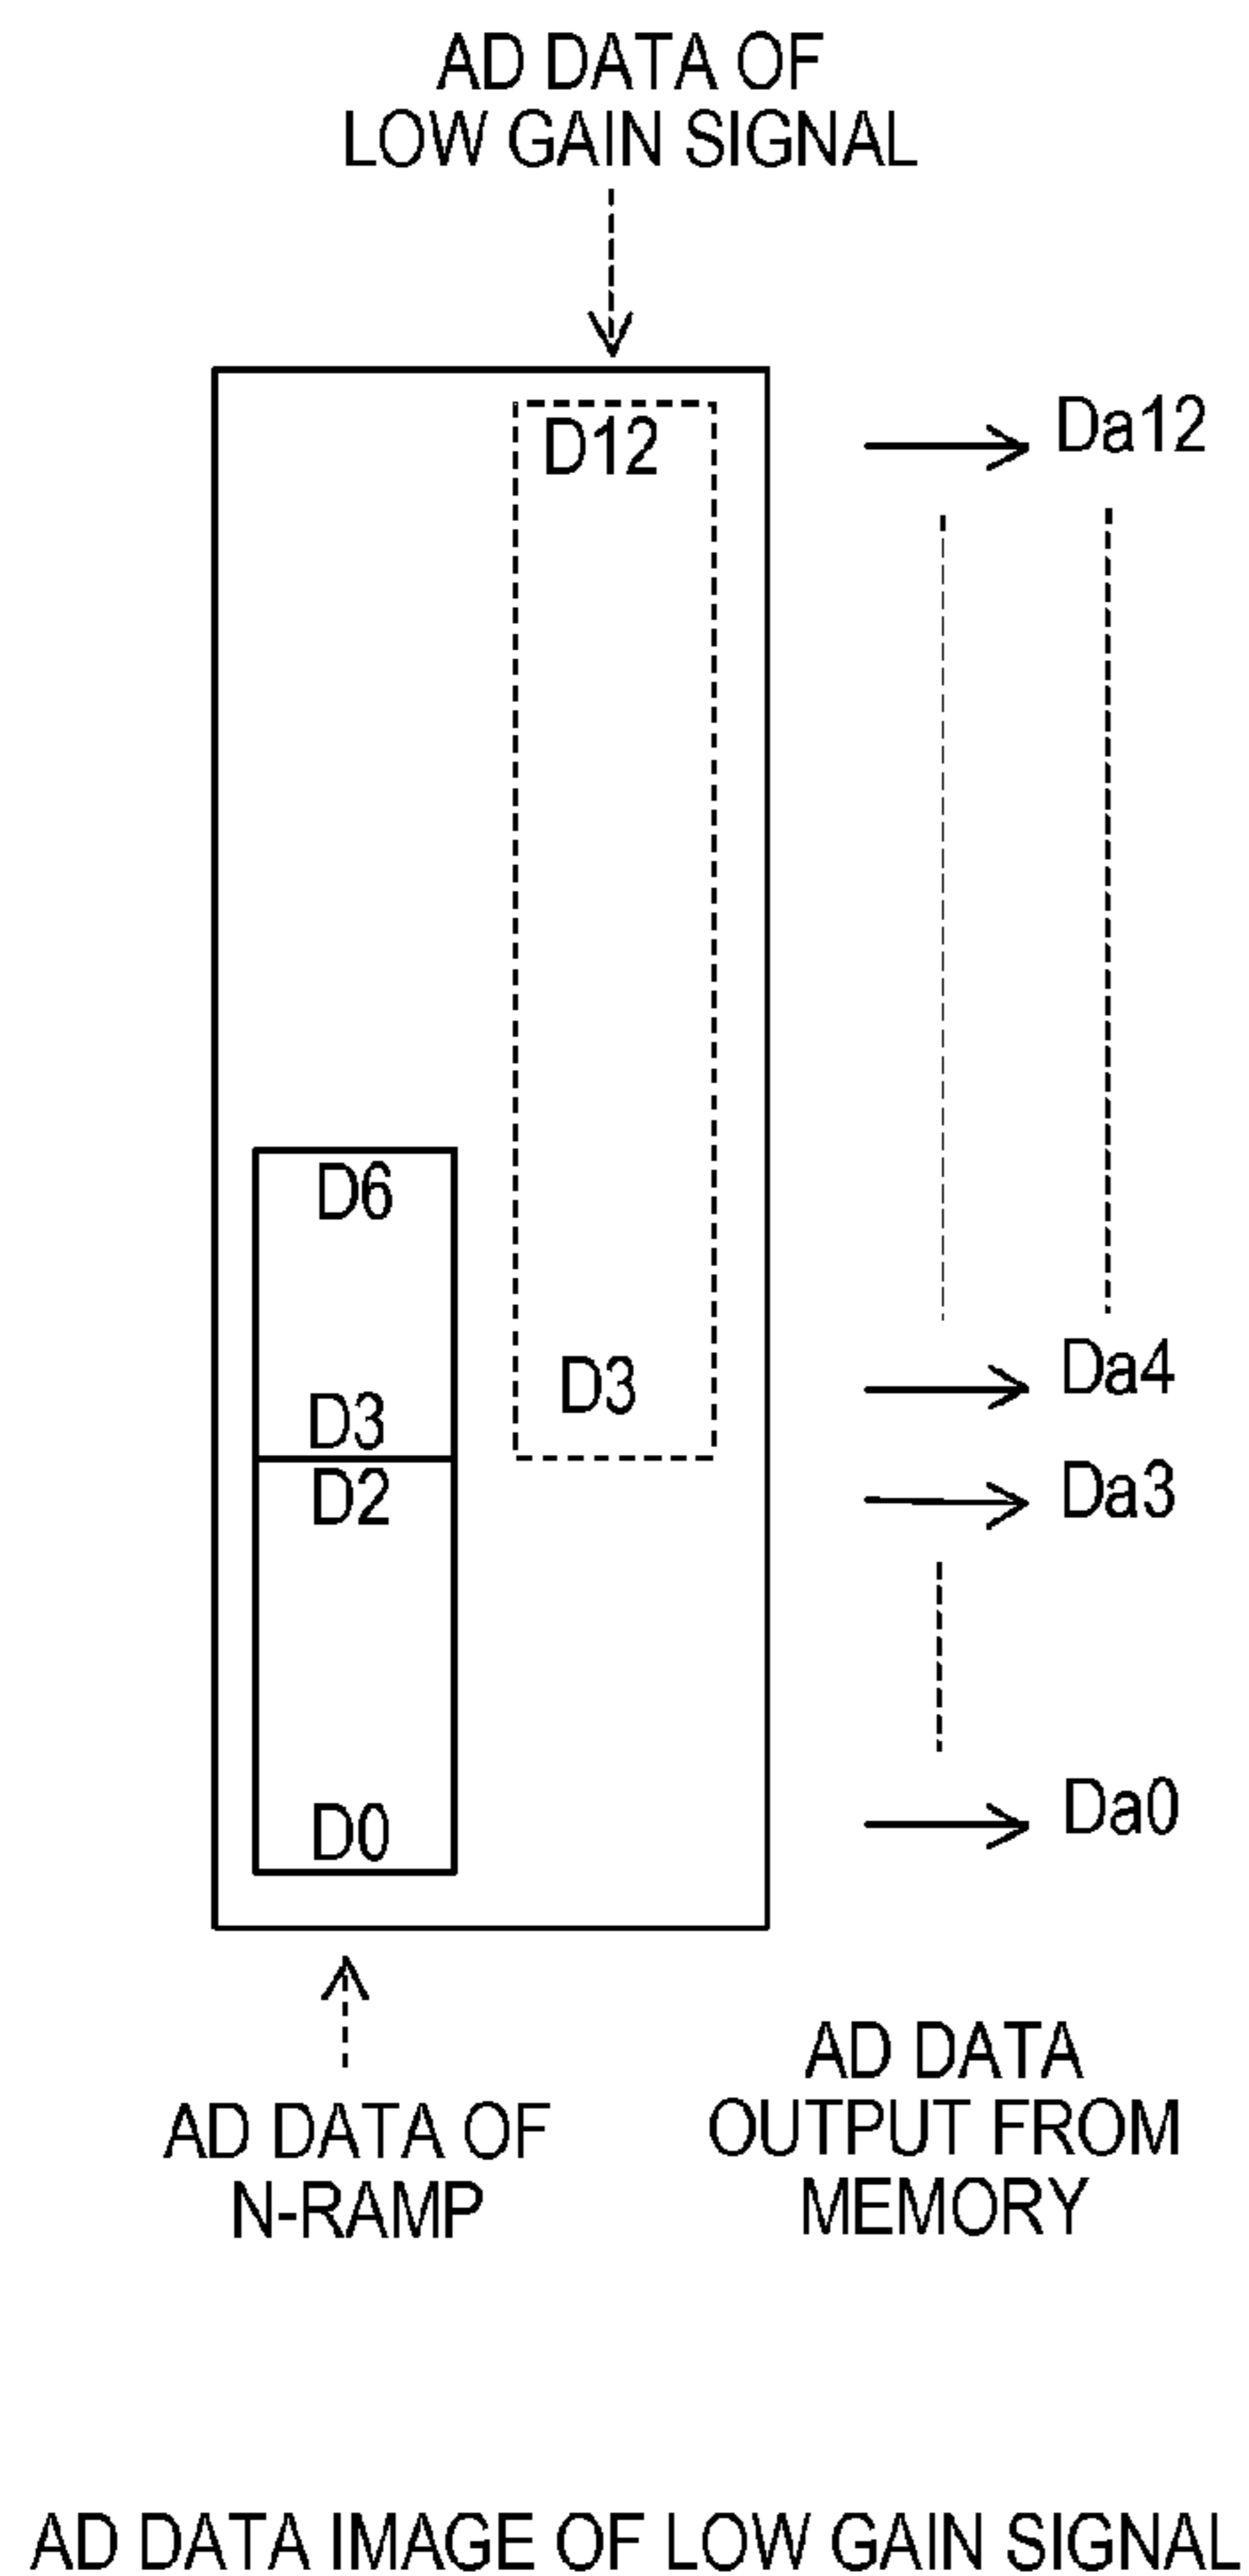 AD DATA OF
LOW GAIN SIGNAL
D12
Da12
D6
D3
D3
Da4
D2
Da3
D0
Da0
AD DATA OF
N-RAMP
AD DATA
OUTPUT FROM
MEMORY
AD DATA IMAGE OF LOW GAIN SIGNAL